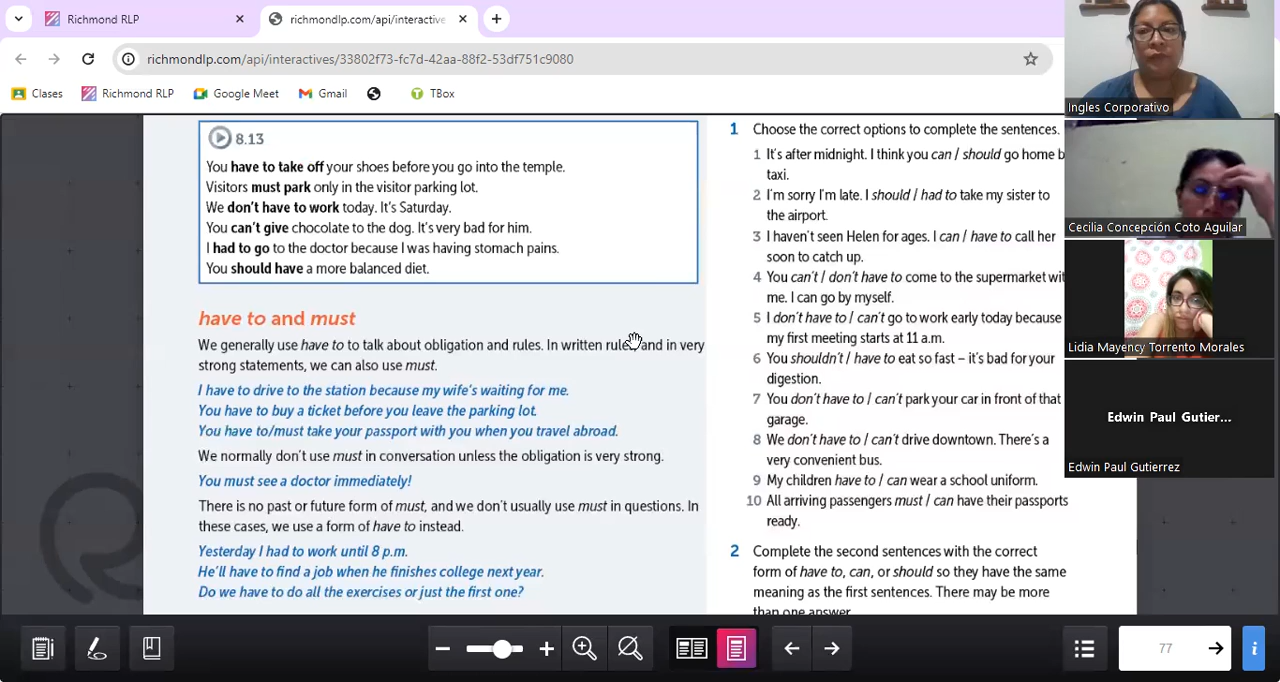 Richmond RLP
richmondlp.com/api/interactive
richmondlp.com/api/interactives/33802f73-fc7d-42aa-88f2-53df751c9080
Clases
Richmond RLP
Google Meet
Gmail
TBox
8.13
You have to take off your shoes before you go into the temple.
Visitors must park only in the visitor parking lot.
We don't have to work today. It's Saturday.
You can't give chocolate to the dog. It's very bad for him.
I had to go to the doctor because I was having stomach pains.
You should have a more balanced diet.
have to and must
We generally use have to to talk about obligation and rules. In written rules, and in very
strong statements, we can also use must.
I have to drive to the station because my wife's waiting for me.
You have to buy a ticket before you leave the parking lot.
You have to/must take your passport with you when you travel abroad.
We normally don't use must in conversation unless the obligation is very strong.
You must see a doctor immediately!
There is no past or future form of must, and we don't usually use must in questions. In
these cases, we use a form of have to instead.
Yesterday I had to work until 8 p.m.
He'll have to find a job when he finishes college next year.
Do we have to do all the exercises or just the first one?
1 Choose the correct options to complete the sentences.
1 It's after midnight. I think you can / should go home b
taxi.
2 I'm sorry I'm late. I should / had to take my sister to
the airport.
3 I haven't seen Helen for ages. I can / have to call her
soon to catch up.
4 You can't / don't have to come to the supermarket wit
me. I can go by myself.
5 I don't have to / can't go to work early today because
my first meeting starts at 11 a.m.
6 You shouldn't / have to eat so fast – it's bad for your
digestion.
7 You don't have to / can't park your car in front of that
garage.
8 We don't have to / can't drive downtown. There's a
very convenient bus.
9 My children have to / can wear a school uniform.
10 All arriving passengers must / can have their passports
ready.
2 Complete the second sentences with the correct
form of have to, can, or should so they have the same
meaning as the first sentences. There may be more
than one answer.
Ingles Corporativo
Cecilia Concepción Coto Aguilar
Lidia Mayency Torrento Morales
Edwin Paul Gutier...
Edwin Paul Gutierrez
77